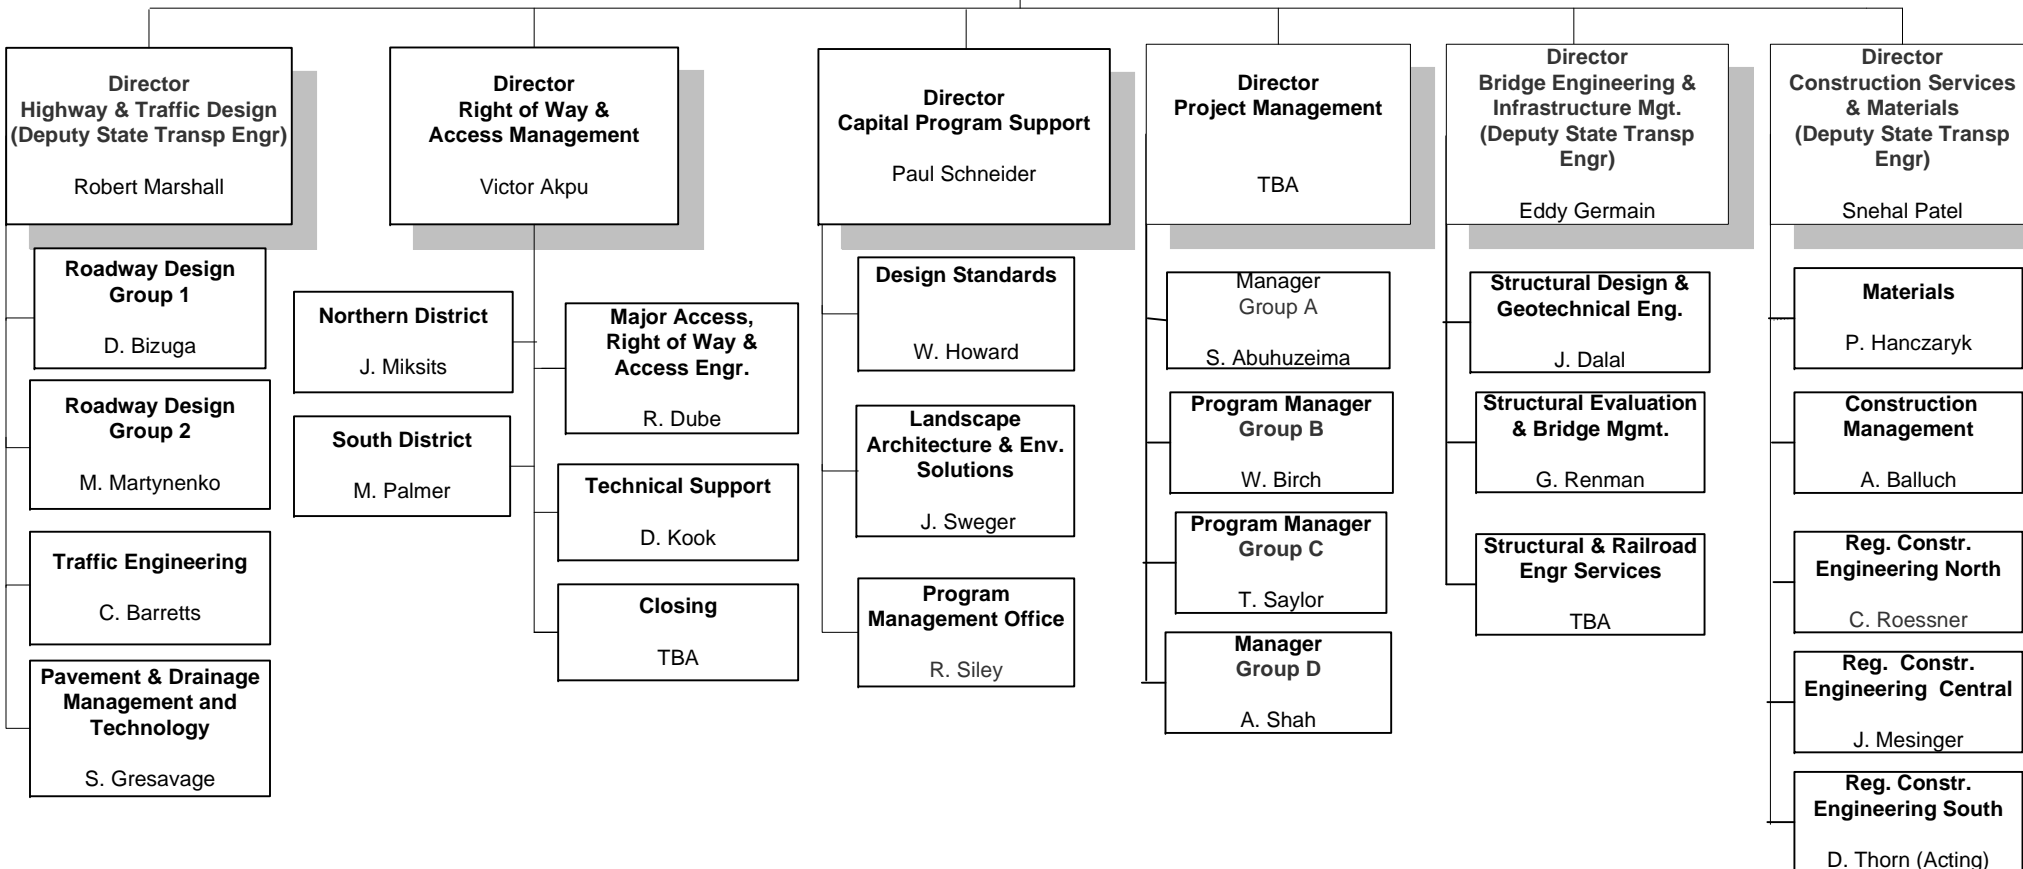 Director
Highway & Traffic Design
(Deputy State Transp Engr)
Robert Marshall
Roadway Design
Group 1
D. Bizuga
Roadway Design
Group 2
M. Martynenko
Traffic Engineering
C. Barretts
Pavement & Drainage
Management and
Technology
S. Gresavage
Director
Right of Way &
Access Management
Victor Akpu
Northern District
J. Miksits
South District
M. Palmer
Major Access,
Right of Way &
Access Engr.
R. Dube
Technical Support
D. Kook
Closing
TBA
Director
Capital Program Support
Paul Schneider
Design Standards
W. Howard
Landscape
Architecture & Env.
Solutions
J. Sweger
Program
Management Office
R. Siley
Director
Project Management
TBA
Manager
Group A
S. Abuhuzeima
Program Manager
Group B
W. Birch
Program Manager
Group C
T. Saylor
Manager
Group D
A. Shah
Director
Bridge Engineering &
Infrastructure Mgt.
(Deputy State Transp
Engr)
Eddy Germain
Structural Design &
Geotechnical Eng.
J. Dalal
Structural Evaluation
& Bridge Mgmt.
G. Renman
Structural & Railroad
Engr Services
TBA
Director
Construction Services
& Materials
(Deputy State Transp
Engr)
Snehal Patel
Materials
P. Hanczaryk
Construction
Management
A. Balluch
Reg. Constr.
Engineering North
C. Roessner
Reg. Constr.
Engineering Central
J. Mesinger
Reg. Constr.
Engineering South
D. Thorn (Acting)